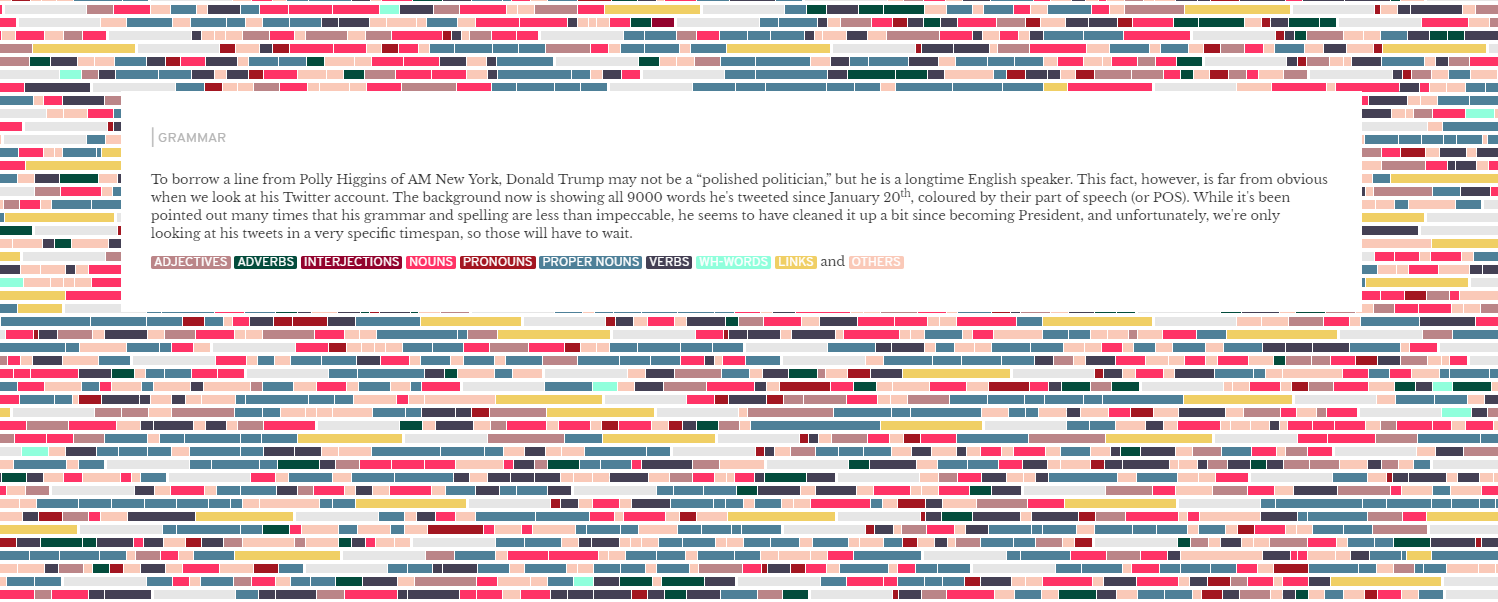 GRAMMAR
To borrow a line from Polly Higgins of AM New York, Donald Trump may not be a “polished politician,” but he is a longtime English speaker. This fact, however, is far from obvious
when we look at his Twitter account. The background now is showing all 9000 words he's tweeted since January 20th, coloured by their part of speech (or POS). While it's been
pointed out many times that his grammar and spelling are less than impeccable, he seems to have cleaned it up a bit since becoming President, and unfortunately, we're only
looking at his tweets in a very specific timespan, so those will have to wait.
ADJECTIVES ADVERBS INTERJECTIONS NOUNS PRONOUNS PROPER NOUNS VERBS WH-WORDS LINKS and OTHERS